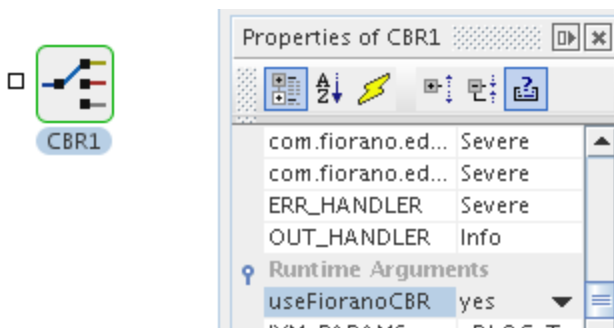 Properties of CBR1
A
Z
CBR1
com.fiorano.ed... Severe
com.fiorano.ed... Severe
ERR_HANDLER Severe
OUT_HANDLER Info
Runtime Arguments
useFioranoCBR yes